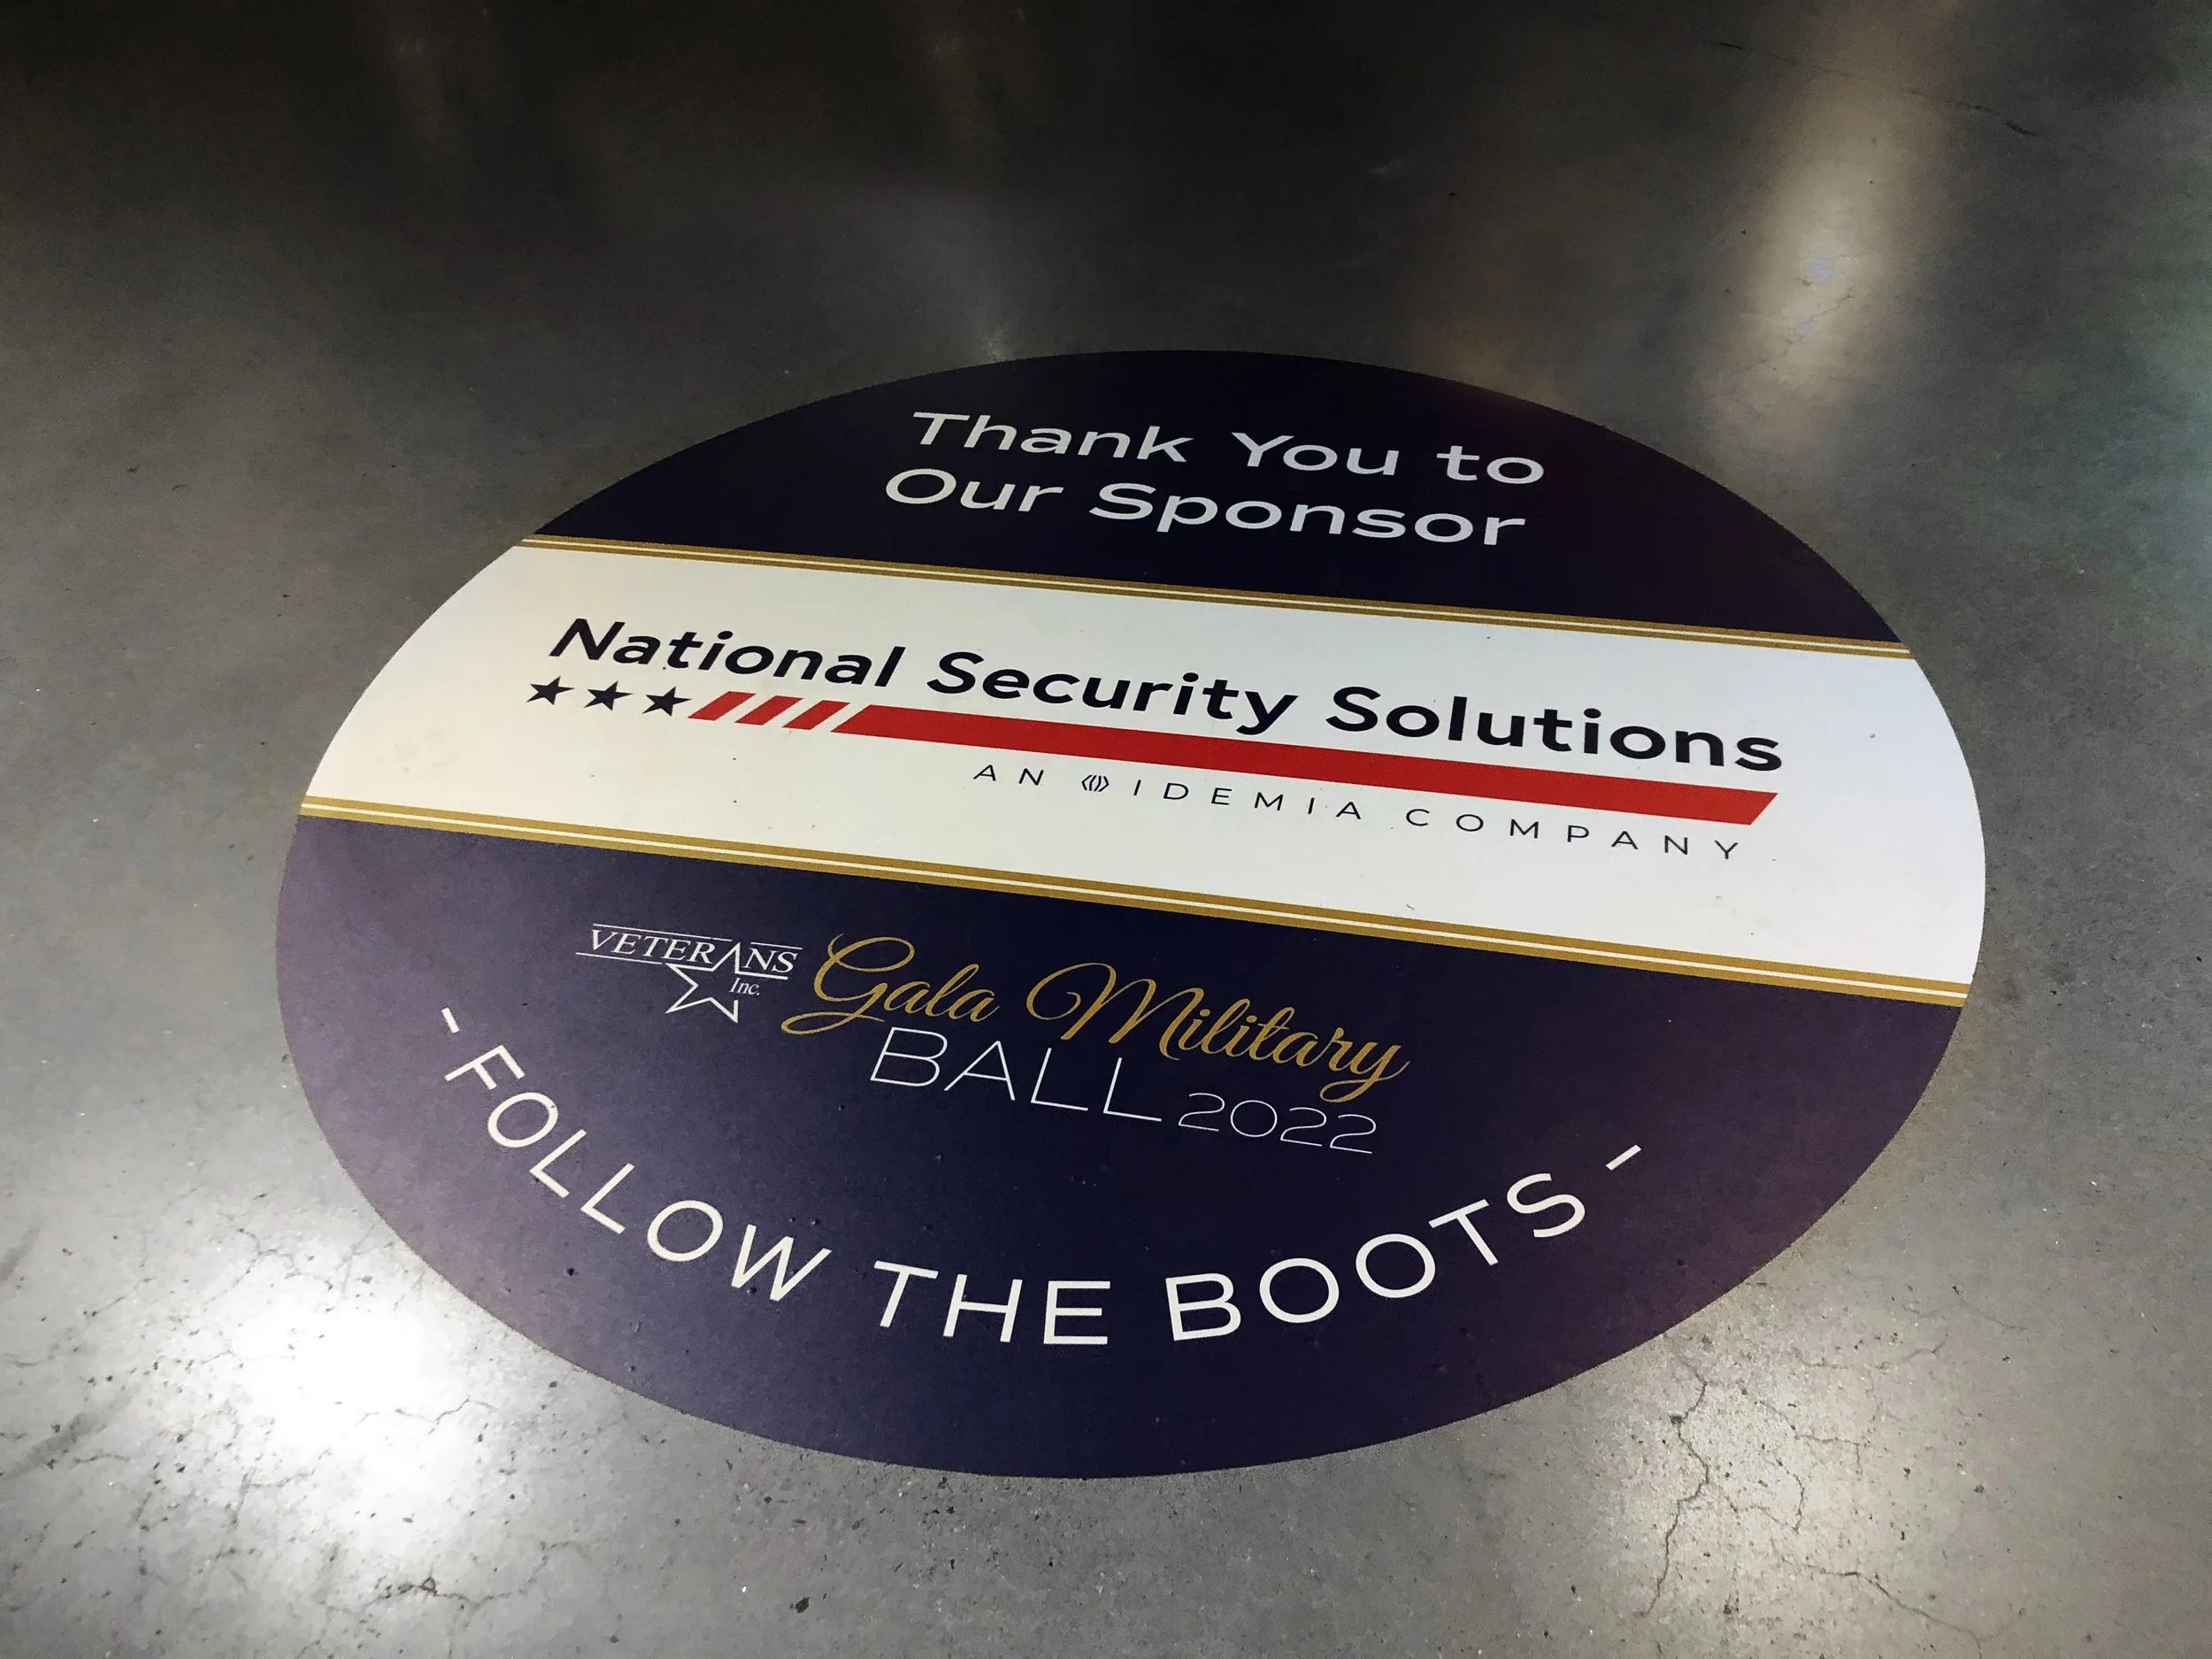 Thank You to
Our Sponsor
National Security Solutions
AN IDEMIA COMPANY
VETERANS
Inc.
Gala Military
BALL 2022
- FOLLOW THE BOOTS -